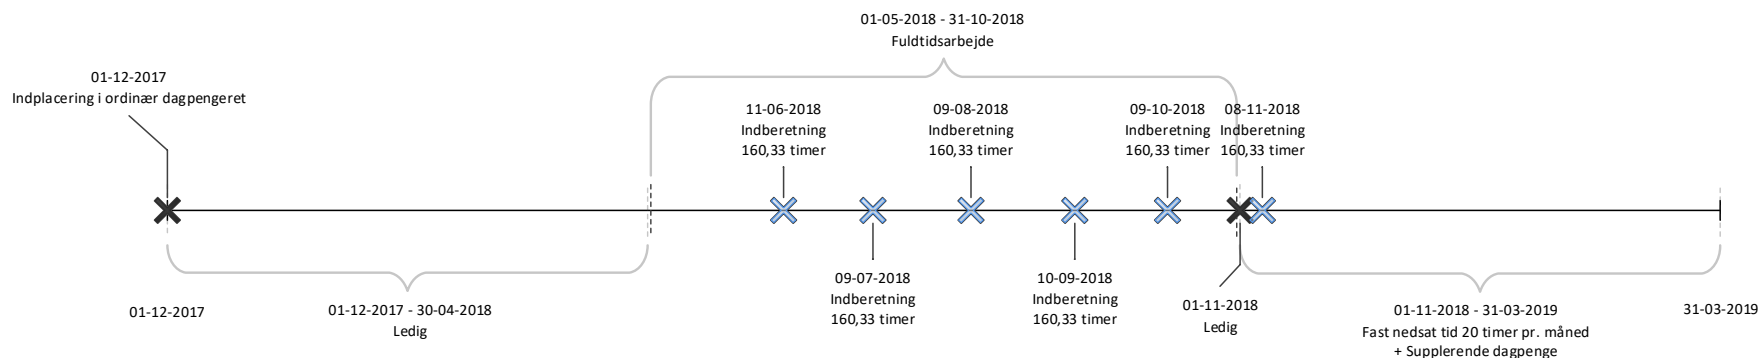 01-05-2018 - 31-10-2018
Fuldtidsarbejde
01-12-2017
Indplacering i ordinær dagpengeret
11-06-2018
Indberetning
160,33 timer
09-08-2018
Indberetning
160,33 timer
09-10-2018
Indberetning
160,33 timer
08-11-2018
Indberetning
160,33 timer
09-07-2018
Indberetning
160,33 timer
10-09-2018
Indberetning
160,33 timer
01-12-2017
01-12-2017 - 30-04-2018
Ledig
01-11-2018
Ledig
01-11-2018 - 31-03-2019
Fast nedsat tid 20 timer pr. måned
+ Supplerende dagpenge
31-03-2019